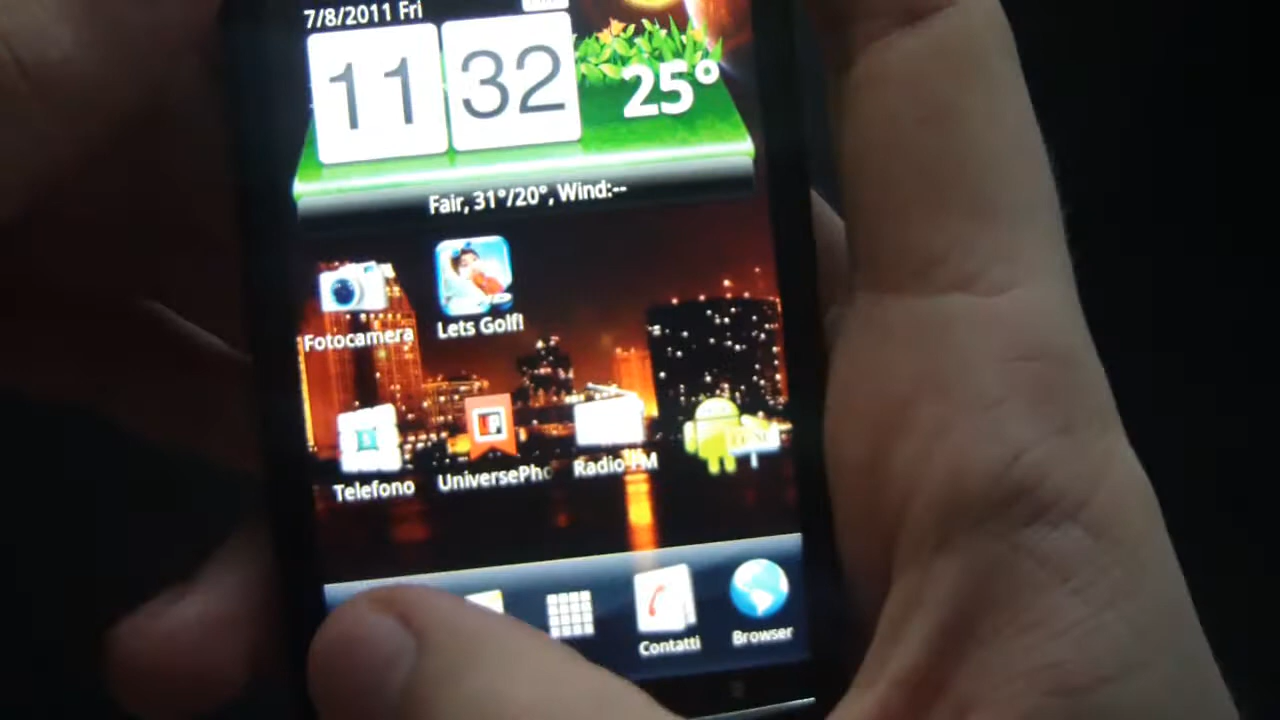 7/8/2011 Fri
11 32
25°
Fair, 31°/20°, Wind:--
Fotocamera
Lets Golf!
Telefono
UniversePho
Radio FM
Contatti
Browser